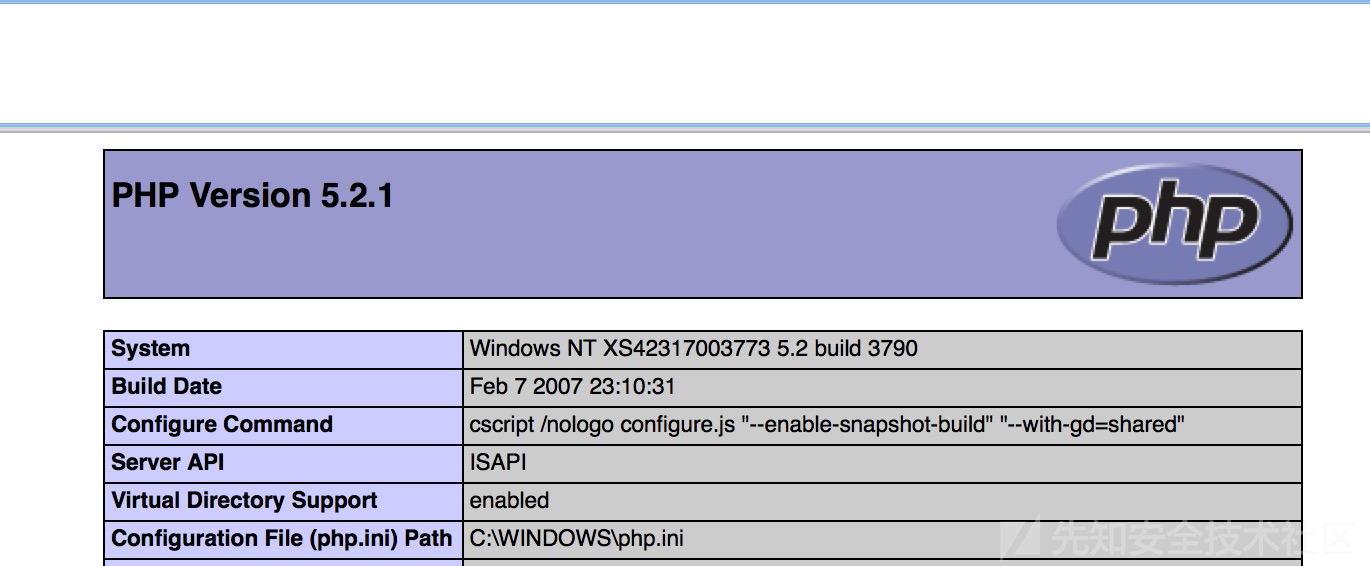 PHP Version 5.2.1
php
System Windows NT XS42317003773 5.2 build 3790
Build Date Feb 7 2007 23:10:31
Configure Command cscript /nologo configure.js "--enable-snapshot-build" "--with-gd=shared"
Server API ISAPI
Virtual Directory Support enabled
Configuration File (php.ini) Path C:\WINDOWS\php.ini
先知安全技术社区